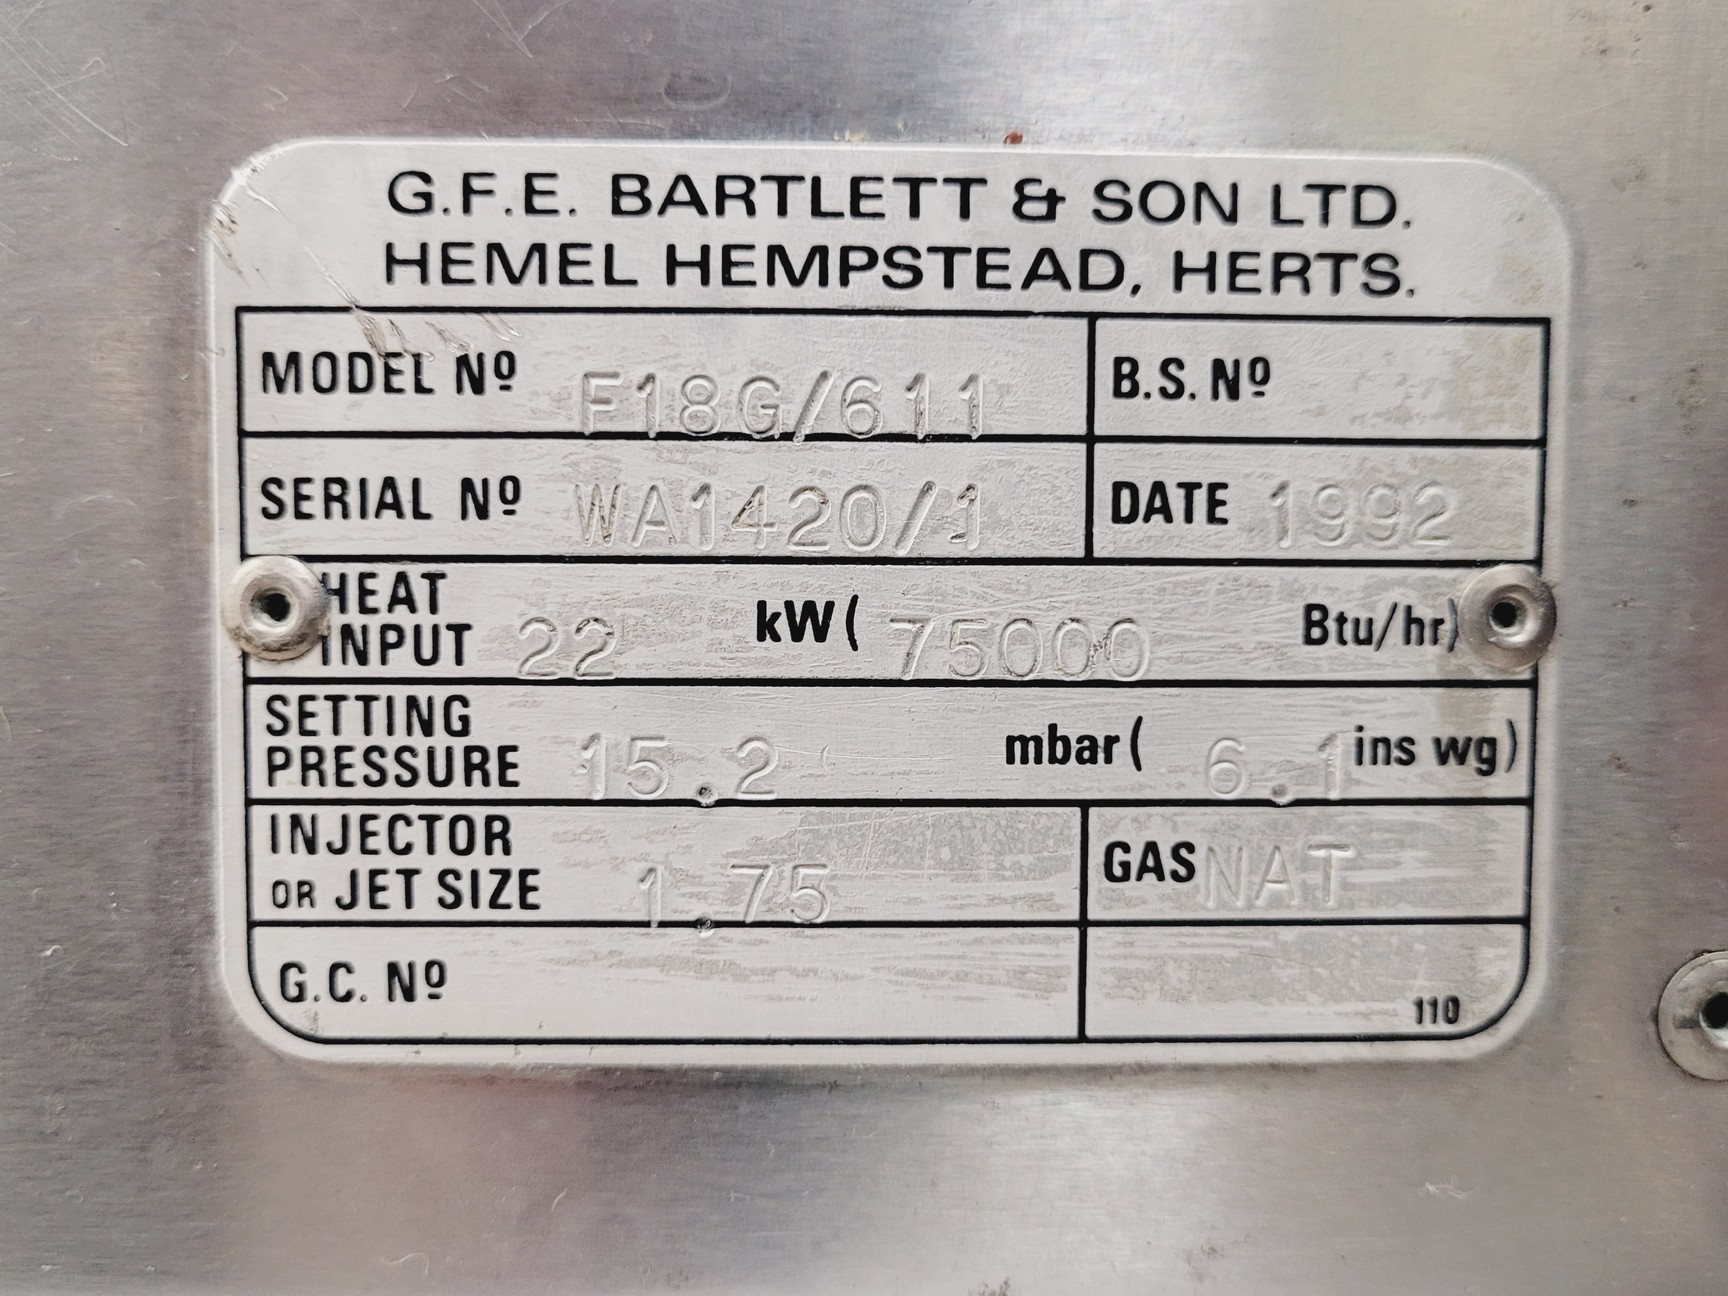 G.F.E. BARTLETT & SON LTD.
HEMEL HEMPSTEAD, HERTS.
MODEL Nº F18G/611 B.S. Nº
SERIAL Nº WA1420/1 DATE 1992
HEAT
INPUT 22 kW ( 75000 Btu/hr)
SETTING
PRESSURE 15.2 mbar ( 6.1 ins wg)
INJECTOR
OR JET SIZE 1.75 GAS NAT
G.C. Nº
110